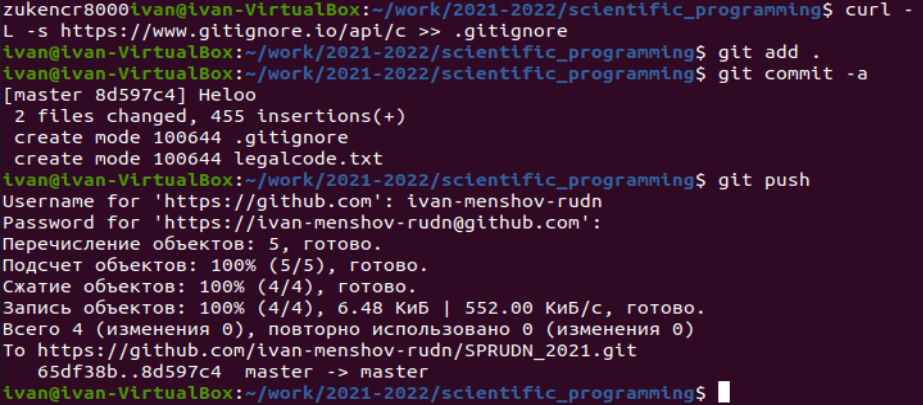 zukencr8000ivan@ivan-VirtualBox:~/work/2021-2022/scientific_programming$ curl -
L -s https://www.gitignore.io/api/c >> .gitignore
ivan@ivan-VirtualBox:~/work/2021-2022/scientific_programming$ git add .
ivan@ivan-VirtualBox:~/work/2021-2022/scientific_programming$ git commit -a
[master 8d597c4] Heloo
 2 files changed, 455 insertions(+)
 create mode 100644 .gitignore
 create mode 100644 legalcode.txt
ivan@ivan-VirtualBox:~/work/2021-2022/scientific_programming$ git push
Username for 'https://github.com': ivan-menshov-rudn
Password for 'https://ivan-menshov-rudn@github.com':
Перечисление объектов: 5, готово.
Подсчет объектов: 100% (5/5), готово.
Сжатие объектов: 100% (4/4), готово.
Запись объектов: 100% (4/4), 6.48 КиБ | 552.00 КиБ/с, готово.
Всего 4 (изменения 0), повторно использовано 0 (изменения 0)
To https://github.com/ivan-menshov-rudn/SPRUDN_2021.git
   65df38b..8d597c4  master -> master
ivan@ivan-VirtualBox:~/work/2021-2022/scientific_programming$